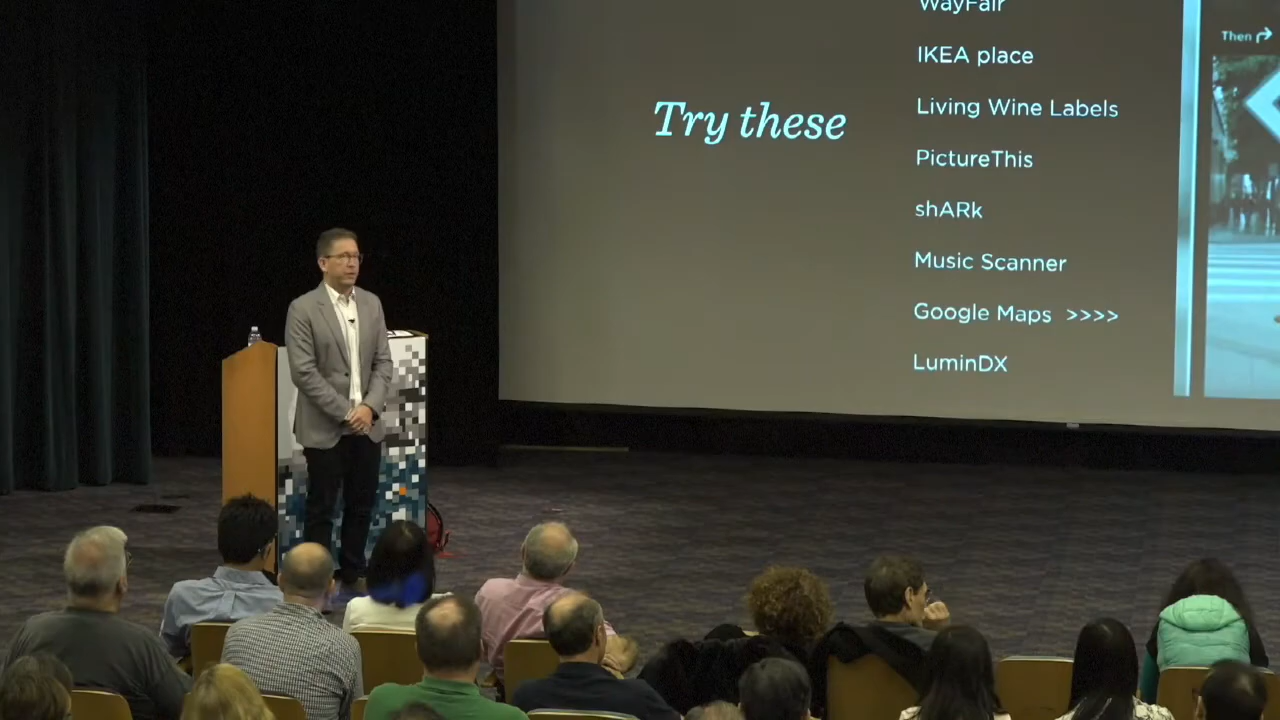 WayFair
IKEA place
Try these
Living Wine Labels
PictureThis
shARk
Music Scanner
Google Maps >>>>
LuminDX
Then